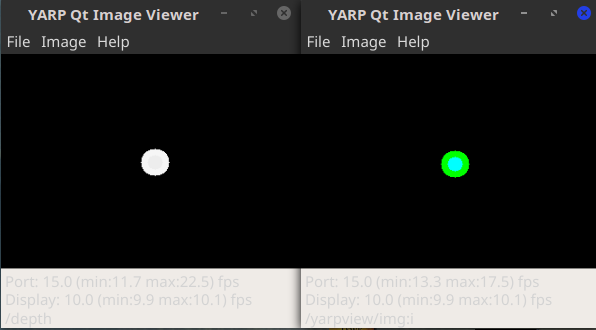 YARP Qt Image Viewer
File Image Help
Port: 15.0 (min:11.7 max:22.5) fps
Display: 10.0 (min:9.9 max:10.1) fps
/depth
YARP Qt Image Viewer
File Image Help
Port: 15.0 (min:13.3 max:17.5) fps
Display: 10.0 (min:9.9 max:10.1) fps
/yarpview/img:i